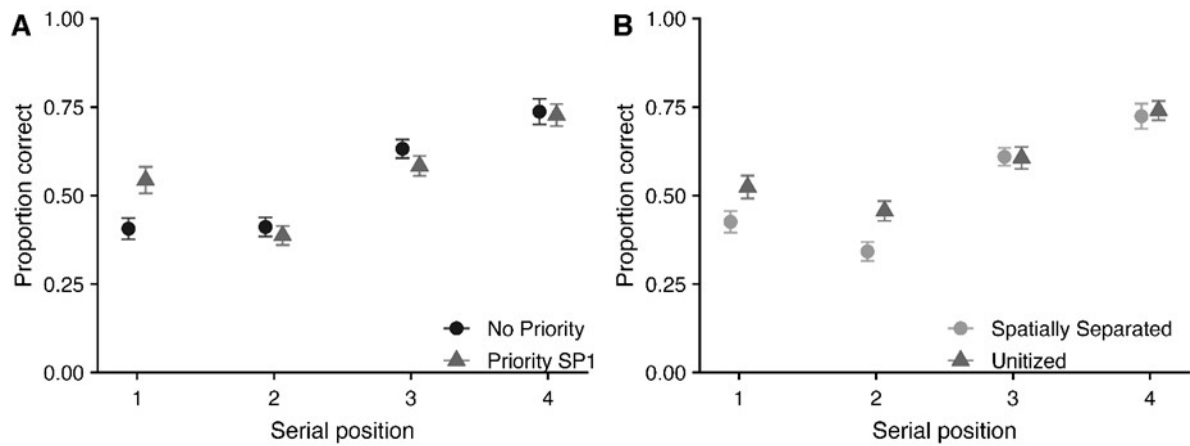 A
1.00
0.75
0.50
0.25
0.00
Proportion correct
No Priority
Priority SP1
1 2 3 4
Serial position
B
1.00
0.75
0.50
0.25
0.00
Proportion correct
Spatially Separated
Unitized
1 2 3 4
Serial position